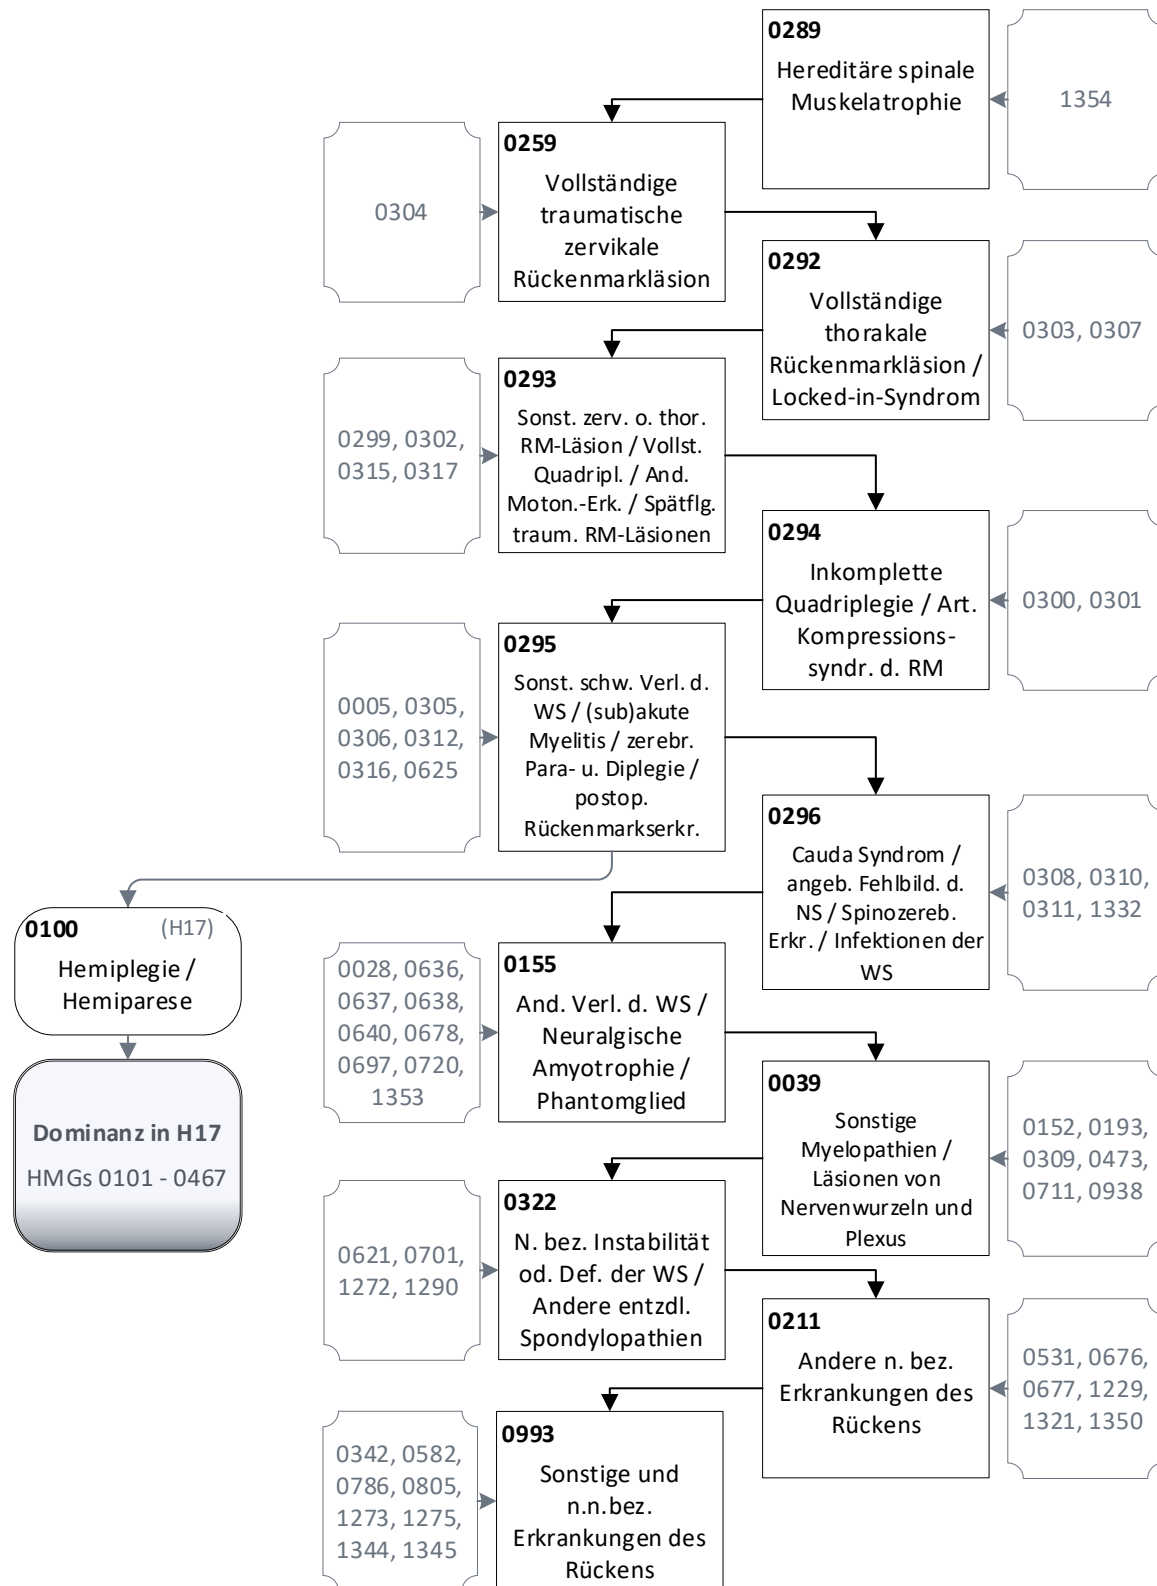 0289
Hereditäre spinale
Muskelatrophie
1354
0259
Vollständige
traumatische
zervikale
Rückenmarkläsion
0304
0292
Vollständige
thorakale
Rückenmarkläsion /
Locked-in-Syndrom
0303, 0307
0293
Sonst. zerv. o. thor.
RM-Läsion / Vollst.
Quadripl. / And.
Moton.-Erk. / Spätflg.
traum. RM-Läsionen
0299, 0302,
0315, 0317
0294
Inkomplette
Quadriplegie / Art.
Kompressions-
syndr. d. RM
0300, 0301
0295
Sonst. schw. Verl. d.
WS / (sub)akute
Myelitis / zerebr.
Para- u. Diplegie /
postop.
Rückenmarkserkr.
0005, 0305,
0306, 0312,
0316, 0625
0296
Cauda Syndrom /
angeb. Fehlbild. d.
NS / Spinozereb.
Erkr. / Infektionen der
WS
0308, 0310,
0311, 1332
0100 (H17)
Hemiplegie /
Hemiparese
Dominanz in H17
HMGs 0101 - 0467
0155
And. Verl. d. WS /
Neuralgische
Amyotrophie /
Phantomglied
0028, 0636,
0637, 0638,
0640, 0678,
0697, 0720,
1353
0039
Sonstige
Myelopathien /
Läsionen von
Nervenwurzeln und
Plexus
0152, 0193,
0309, 0473,
0711, 0938
0322
N. bez. Instabilität
od. Def. der WS /
Andere entzdl.
Spondylopathien
0621, 0701,
1272, 1290
0211
Andere n. bez.
Erkrankungen des
Rückens
0531, 0676,
0677, 1229,
1321, 1350
0993
Sonstige und
n.n.bez.
Erkrankungen des
Rückens
0342, 0582,
0786, 0805,
1273, 1275,
1344, 1345